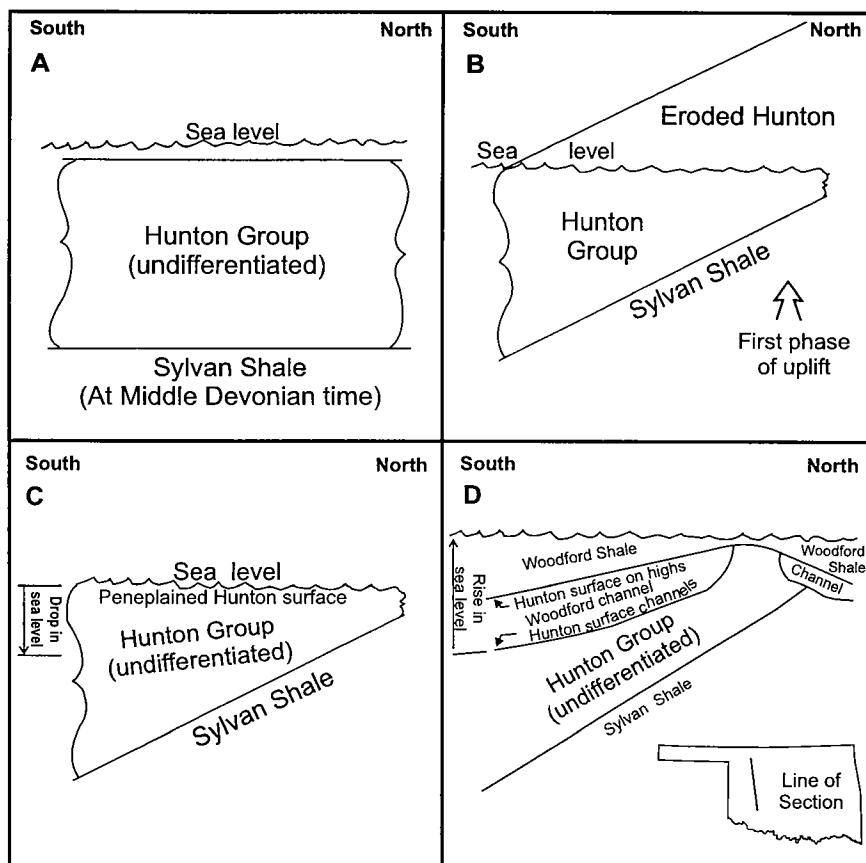 South North
A
Sea level
Hunton Group
(undifferentiated)
Sylvan Shale
(At Middle Devonian time)
South North
B
Eroded Hunton
Sea level
Hunton
Group
Sylvan Shale
First phase
of uplift
South North
C
Sea level
Peneplained Hunton surface
Drop in
sea level
Hunton Group
(undifferentiated)
Sylvan Shale
South North
D
Woodford Shale
Woodford
Shale
Channel
Rise in
sea level
Hunton surface on highs
Woodford channel
Hunton surface channels
Hunton Group
(undifferentiated)
Sylvan Shale
Line of
Section